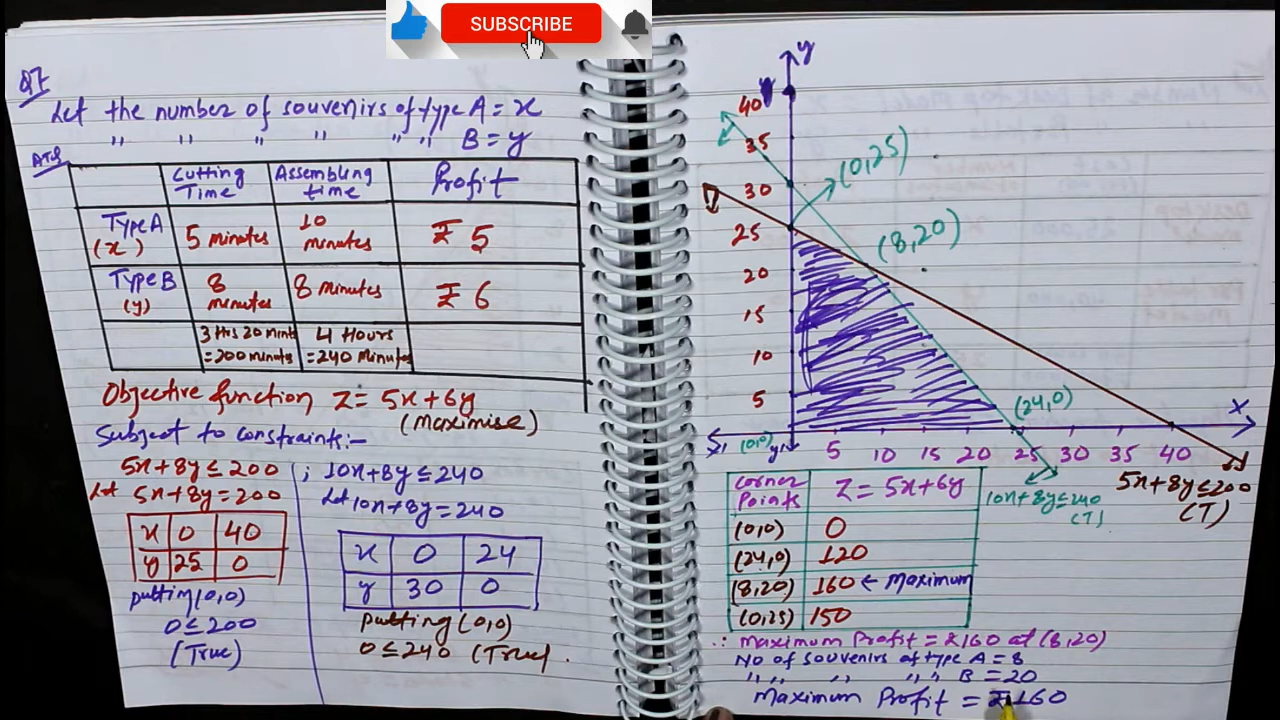 SUBSCRIBE
Q7
Let the number of souvenirs of type A = x
" " " " " " B = y
ATQ
Cutting Time Assembling time Profit
Type A (x) 5 minutes 10 minutes ₹ 5
Type B (y) 8 minutes 8 minutes ₹ 6
3 Hrs 20 mints = 200 minuts 4 Hours = 240 Minutes
Objective function Z = 5x+6y
(Maximise)
Subject to constraints:-
5x+8y ≤ 200 ; 10x+8y ≤ 240
Let 5x+8y = 200
Let 10x+8y = 240
x 0 40
y 25 0
x 0 24
y 30 0
putting (0,0)
0 ≤ 200
(True)
Putting (0,0)
0 ≤ 240 (True).
y
40
35
30
25
20
15
10
5
(0,25)
(8,20)
(24,0)
x
(0,0) y'
5 10 15 20 25 30 35 40
10x+8y ≤ 240
(T)
5x+8y ≤ 200
(T)
Corner Points Z = 5x+6y
(0,0) 0
(24,0) 120
(8,20) 160 ← Maximum
(0,25) 150
∴ Maximum Profit = ₹160 at (8,20)
No of souvenirs of type A = 8
" " " " " B = 20
Maximum Profit = ₹160